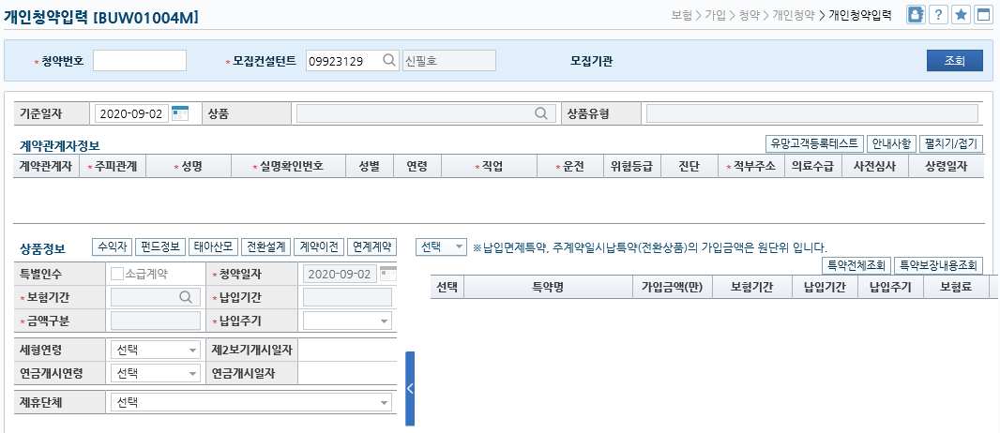 개인청약입력 [BUW01004M]
보험 > 가입 > 청약 > 개인청약 > 개인청약입력
* 청약번호 * 모집컨설턴트 09923129 신필호 모집기관 조회
기준일자 2020-09-02 상품 상품유형
계약관계자정보 유망고객등록테스트 안내사항 펼치기/접기
계약관계자 * 주피관계 * 성명 * 실명확인번호 성별 연령 * 직업 * 운전 위험등급 진단 * 적부주소 의료수급 사전심사 상령일자
상품정보 수익자 펀드정보 태아산모 전환설계 계약이전 연계계약 선택 ※납입면제특약, 주계약일시납특약(전환상품)의 가입금액은 원단위 입니다.
특약전체조회 특약보장내용조회
특별인수 소급계약 * 청약일자 2020-09-02
선택 특약명 가입금액(만) 보험기간 납입기간 납입주기 보험료
* 보험기간 * 납입기간
* 금액구분 * 납입주기
세형연령 선택 제2보기개시일자
연금개시연령 선택 연금개시일자
제휴단체 선택